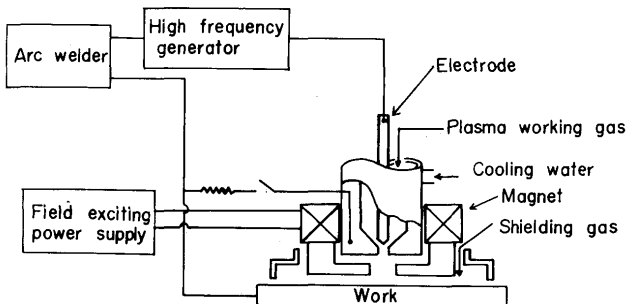 High frequency
generator
Arc welder
Electrode
Plasma working gas
Cooling water
Magnet
Shielding gas
Field exciting
power supply
Work